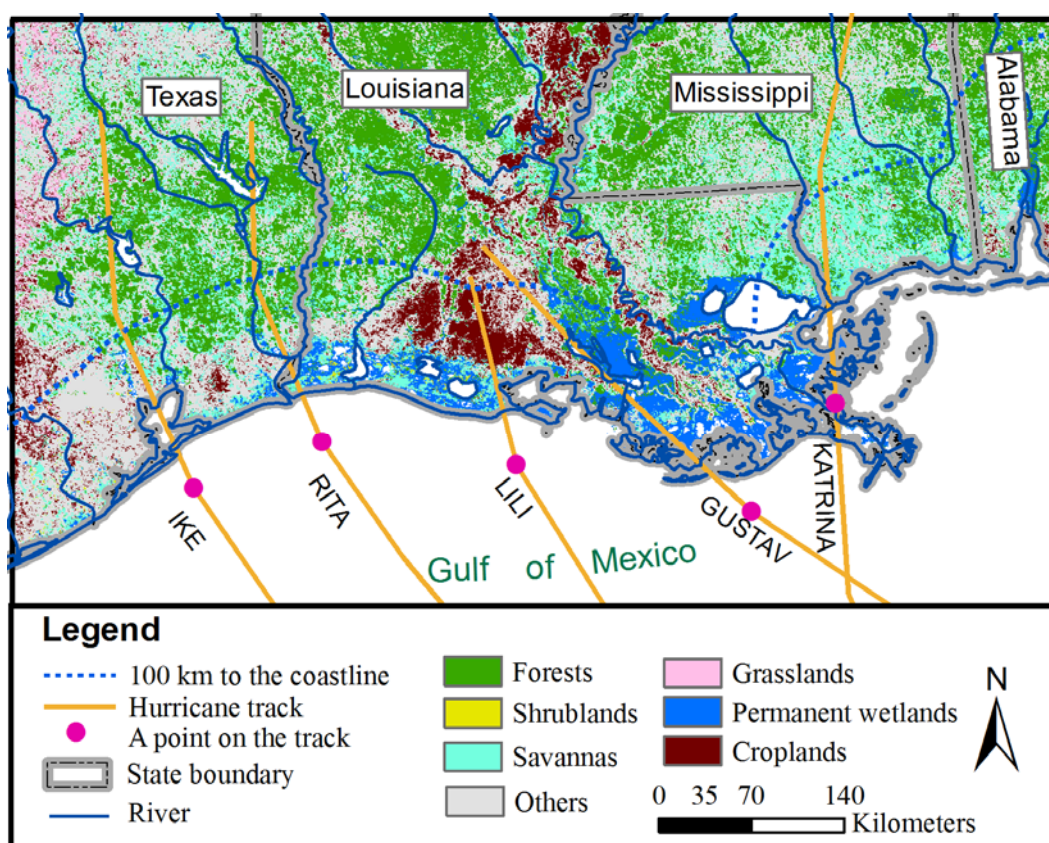 Texas
Louisiana
Mississippi
Alabama
IKE
RITA
LILI
GUSTAV
KATRINA
Gulf of Mexico
Legend
100 km to the coastline
Hurricane track
A point on the track
State boundary
River
Forests
Shrublands
Savannas
Others
Grasslands
Permanent wetlands
Croplands
N
0 35 70 140
Kilometers